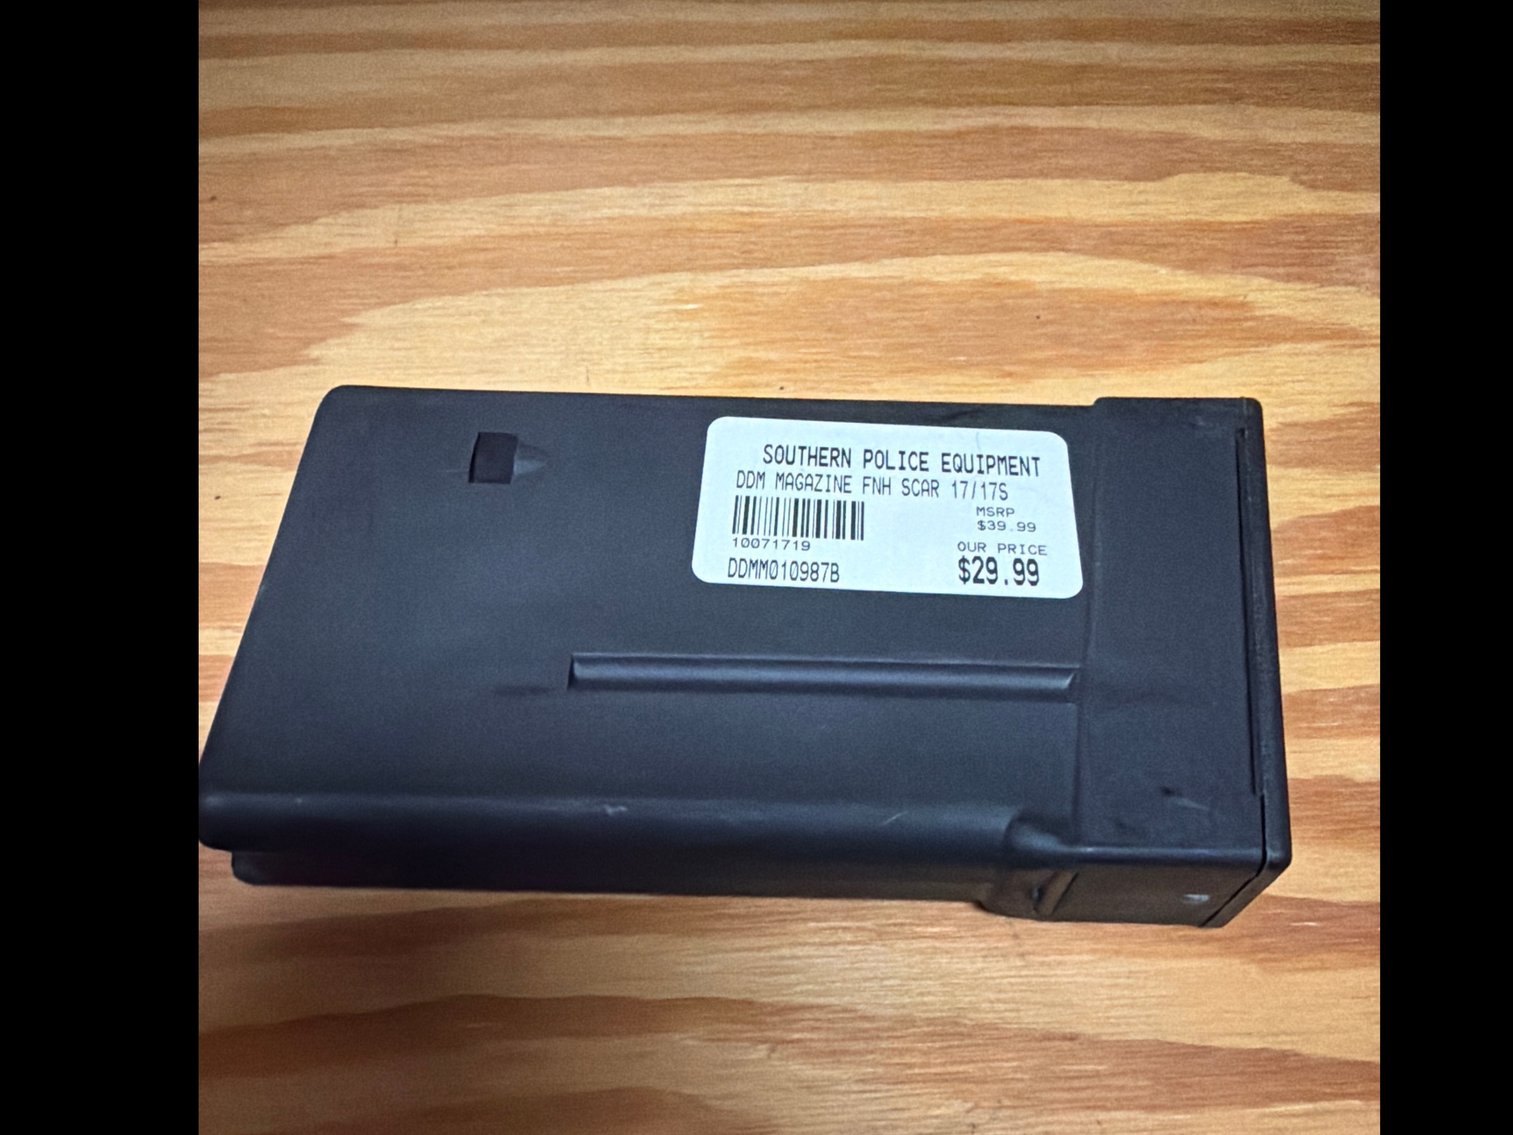 SOUTHERN POLICE EQUIPMENT
DDM MAGAZINE FNH SCAR 17/17S
MSRP
$39.99
10071719
OUR PRICE
DDMM010987B
$29.99